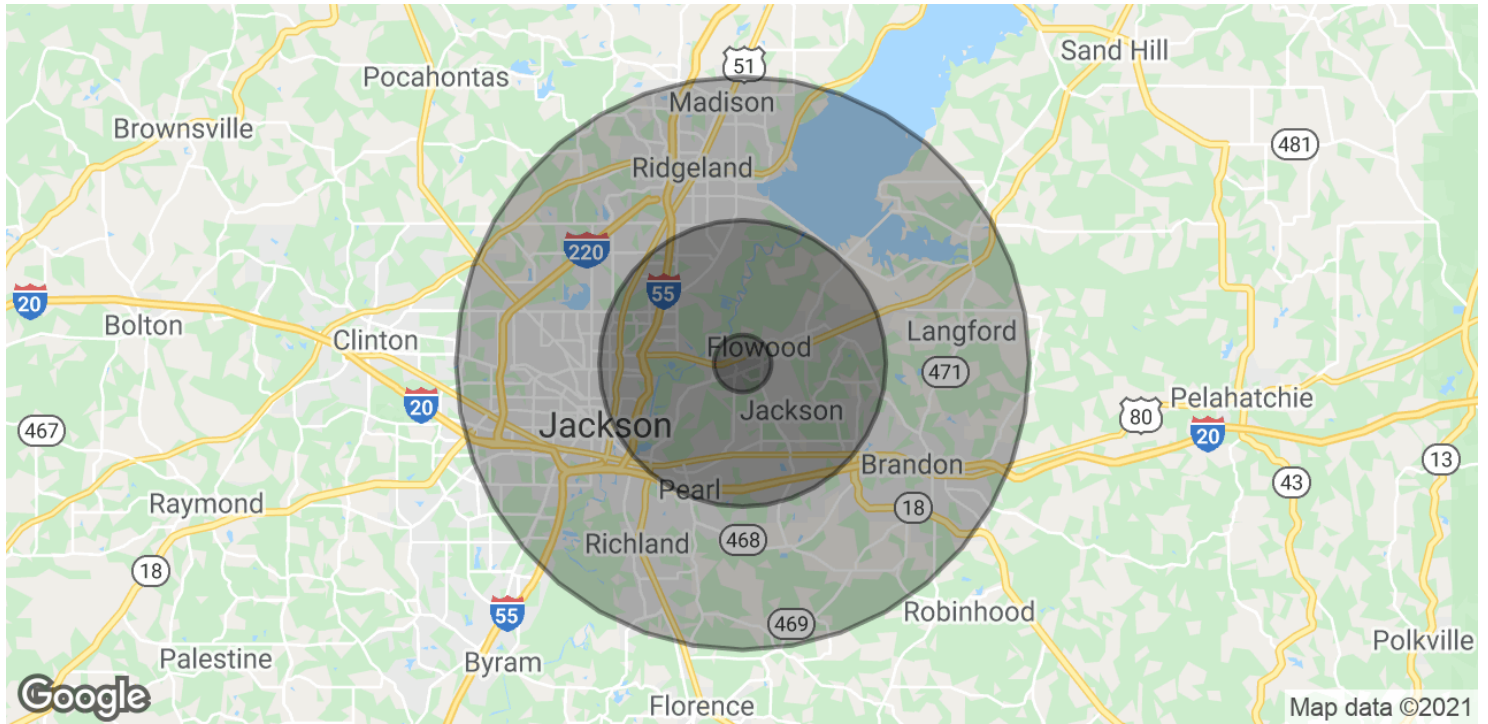 Sand Hill
51
Pocahontas
Madison
Brownsville
481
Ridgeland
220
55
20
Bolton
Clinton
Flowood
Langford
471
20
Jackson
Jackson
Pelahatchie
80
20
467
Brandon
13
Pearl
43
Raymond
18
468
Richland
18
55
469
Robinhood
Polkville
Palestine
Byram
Google
Florence
Map data ©2021